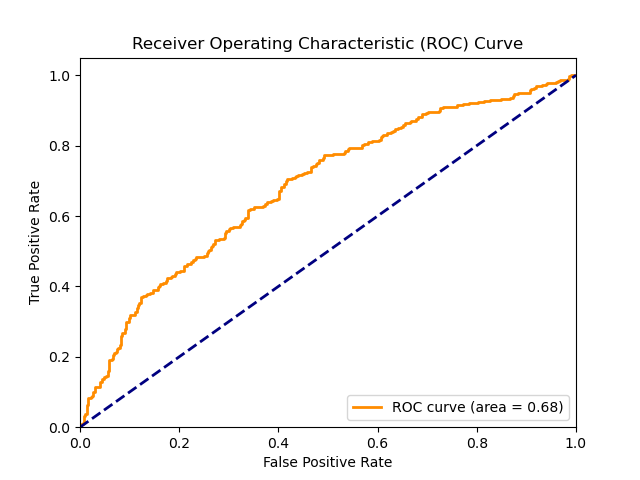 Receiver Operating Characteristic (ROC) Curve
1.0
0.8
0.6
0.4
0.2
0.0
True Positive Rate
ROC curve (area = 0.68)
0.0 0.2 0.4 0.6 0.8 1.0
False Positive Rate